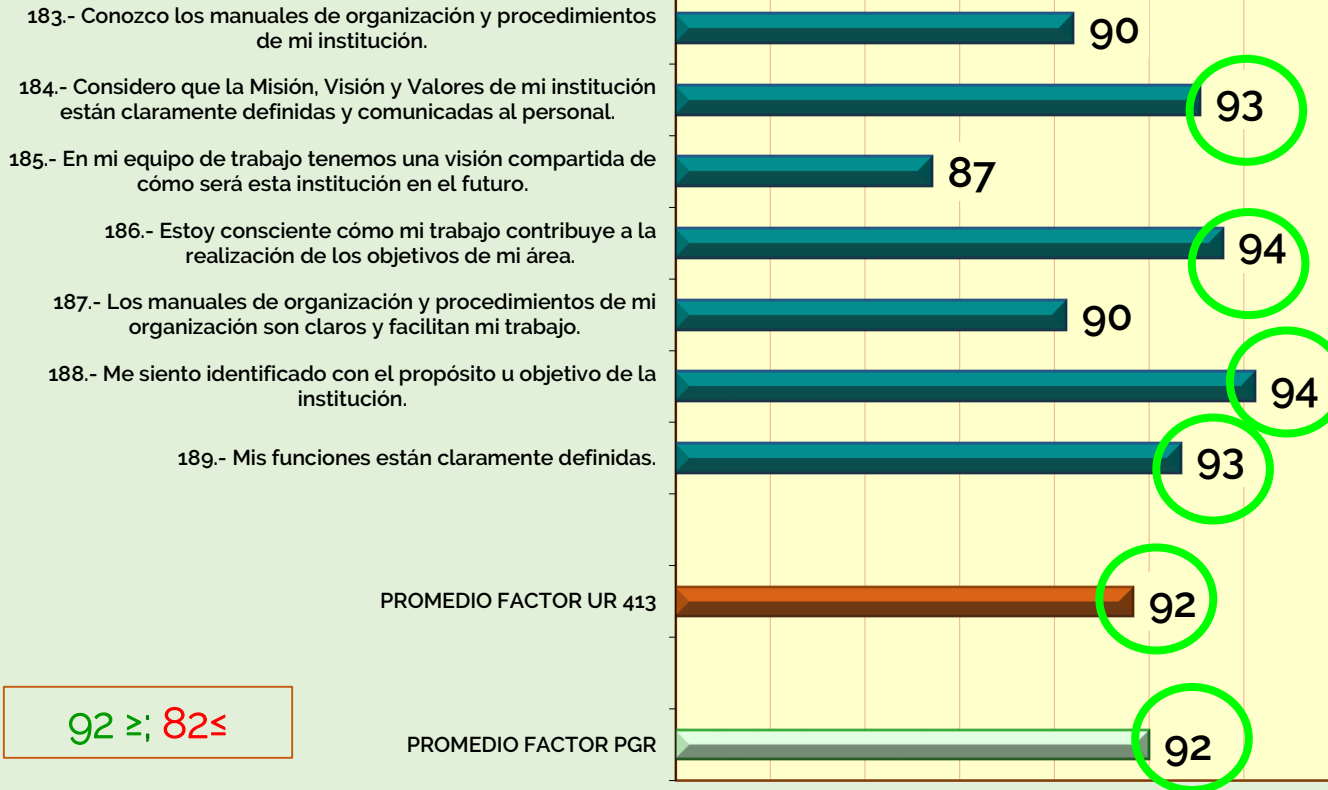 183.- Conozco los manuales de organización y procedimientos
de mi institución.
90
184.- Considero que la Misión, Visión y Valores de mi institución
están claramente definidas y comunicadas al personal.
93
185.- En mi equipo de trabajo tenemos una visión compartida de
cómo será esta institución en el futuro.
87
186.- Estoy consciente cómo mi trabajo contribuye a la
realización de los objetivos de mi área.
94
187.- Los manuales de organización y procedimientos de mi
organización son claros y facilitan mi trabajo.
90
188.- Me siento identificado con el propósito u objetivo de la
institución.
94
189.- Mis funciones están claramente definidas.
93
PROMEDIO FACTOR UR 413
92
92 ≥; 82≤
PROMEDIO FACTOR PGR
92